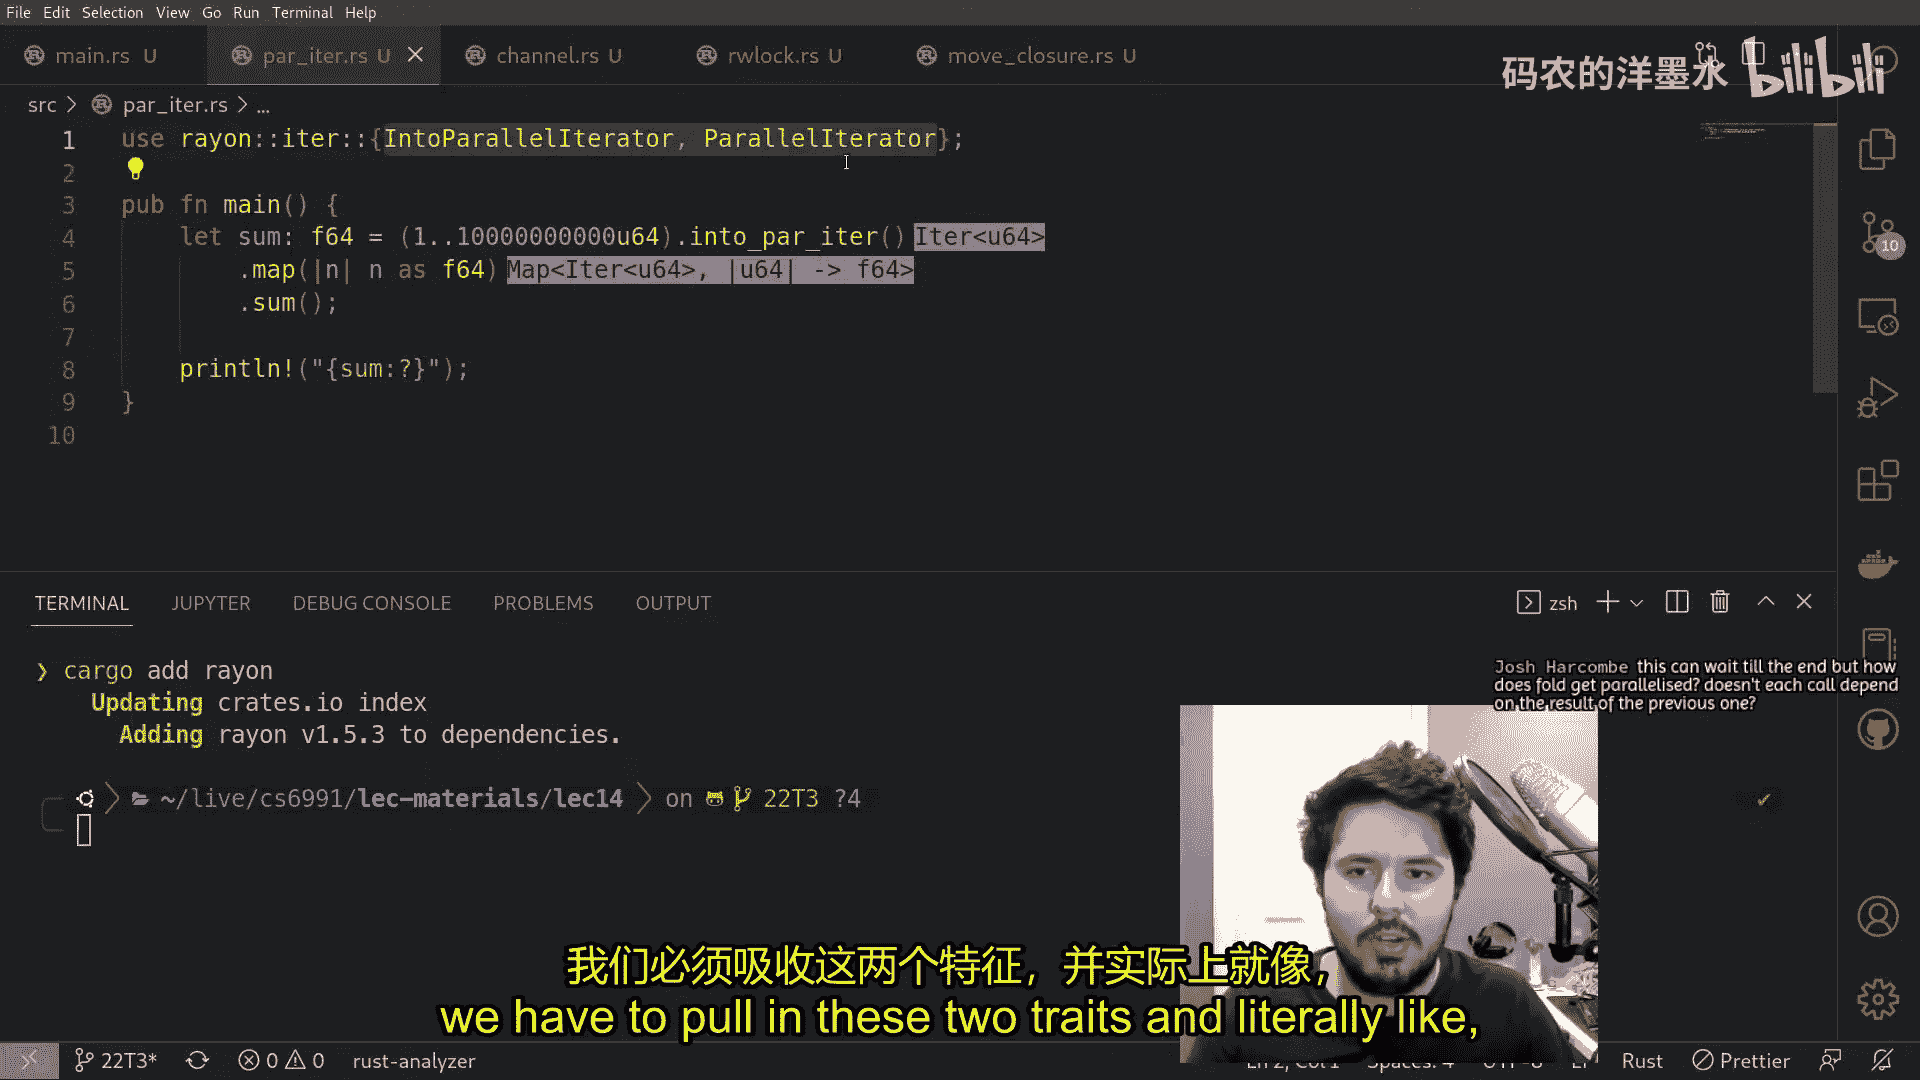 File Edit Selection View Go Run Terminal Help
main.rs U
par_iter.rs U
channel.rs U
rwlock.rs U
move_closure.rs U
码农的洋墨水 bilibili
src > par_iter.rs > ...
1 use rayon::iter::{IntoParallelIterator, ParallelIterator};
2
3 pub fn main() {
4 let sum: f64 = (1..10000000000u64).into_par_iter() Iter<u64>
5 .map(|n| n as f64) Map<Iter<u64>, |u64| -> f64>
6 .sum();
7
8 println!("{sum:?}");
9 }
10
10
TERMINAL JUPYTER DEBUG CONSOLE PROBLEMS OUTPUT
zsh
❯ cargo add rayon
Updating crates.io index
Adding rayon v1.5.3 to dependencies.
~/live/cs6991/lec-materials/lec14 on 22T3 ?4
Josh Harcombe this can wait till the end but how
does fold get parallelised? doesn't each call depend
on the result of the previous one?
我们必须吸收这两个特征，并实际上就像，
we have to pull in these two traits and literally like,
22T3* 0 0 rust-analyzer
Rust Prettier